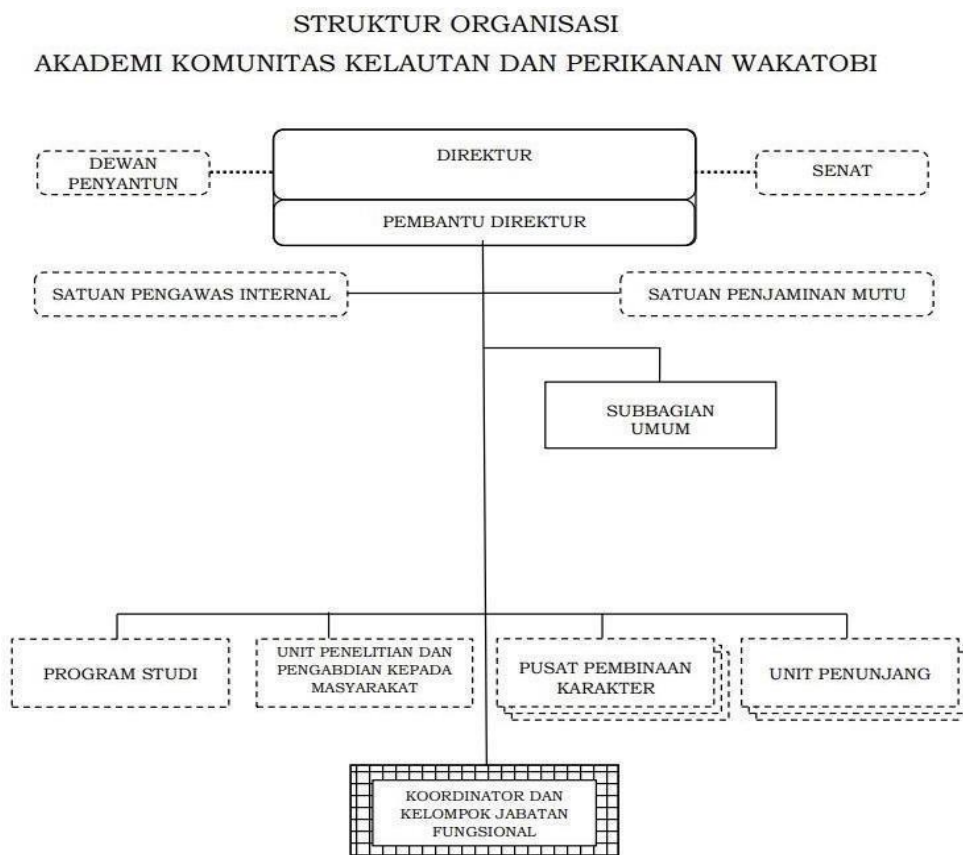 STRUKTUR ORGANISASI
AKADEMI KOMUNITAS KELAUTAN DAN PERIKANAN WAKATOBI
DEWAN
PENYANTUN
DIREKTUR
SENAT
PEMBANTU DIREKTUR
SATUAN PENGAWAS INTERNAL
SATUAN PENJAMINAN MUTU
SUBBAGIAN
UMUM
PROGRAM STUDI
UNIT PENELITIAN DAN
PENGABDIAN KEPADA
MASYARAKAT
PUSAT PEMBINAAN
KARAKTER
UNIT PENUNJANG
KOORDINATOR DAN
KELOMPOK JABATAN
FUNGSIONAL